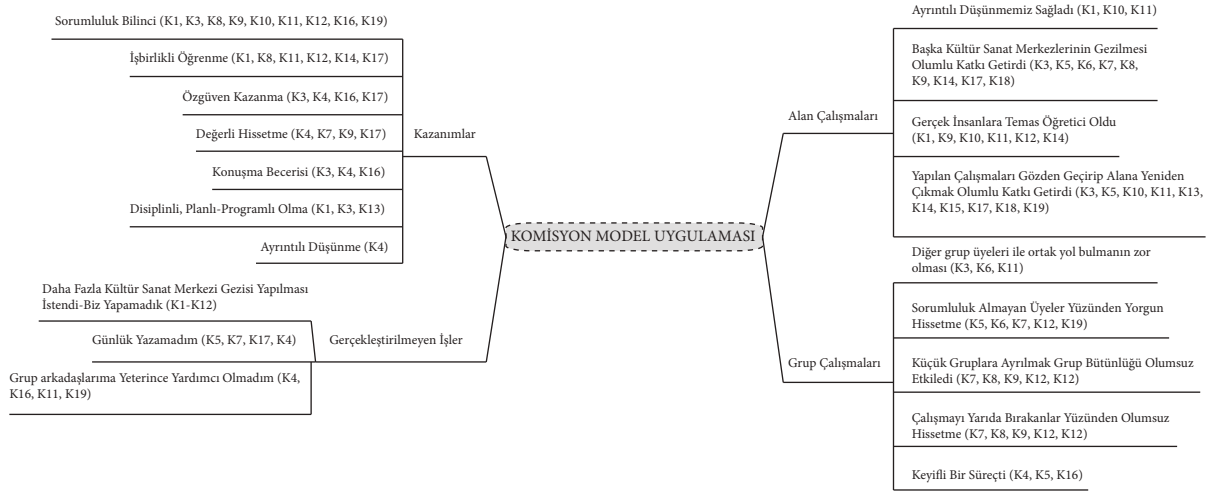 Sorumluluk Bilinci (K1, K3, K8, K9, K10, K11, K12, K16, K19)
İşbirlikli Öğrenme (K1, K8, K11, K12, K14, K17)
Özgüven Kazanma (K3, K4, K16, K17)
Değerli Hissetme (K4, K7, K9, K17)
Konuşma Becerisi (K3, K4, K16)
Disiplinli, Planlı-Programlı Olma (K1, K3, K13)
Ayrıntılı Düşünme (K4)
Kazanımlar
Daha Fazla Kültür Sanat Merkezi Gezisi Yapılması
İstendi-Biz Yapamadık (K1-K12)
Günlük Yazamadım (K5, K7, K17, K4)
Grup arkadaşlarıma Yeterince Yardımcı Olmadım (K4,
K16, K11, K19)
Gerçekleştirilmeyen İşler
KOMİSYON MODEL UYGULAMASI
Alan Çalışmaları
Ayrıntılı Düşünmemiz Sağladı (K1, K10, K11)
Başka Kültür Sanat Merkezlerinin Gezilmesi
Olumlu Katkı Getirdi (K3, K5, K6, K7, K8,
K9, K14, K17, K18)
Gerçek İnsanlara Temas Öğretici Oldu
(K1, K9, K10, K11, K12, K14)
Yapılan Çalışmaları Gözden Geçirip Alana Yeniden
Çıkmak Olumlu Katkı Getirdi (K3, K5, K10, K11, K13,
K14, K15, K17, K18, K19)
Grup Çalışmaları
Diğer grup üyeleri ile ortak yol bulmanın zor
olması (K3, K6, K11)
Sorumluluk Almayan Üyeler Yüzünden Yorgun
Hissetme (K5, K6, K7, K12, K19)
Küçük Gruplara Ayrılmak Grup Bütünlüğü Olumsuz
Etkiledi (K7, K8, K9, K12, K12)
Çalışmayı Yarıda Bırakanlar Yüzünden Olumsuz
Hissetme (K7, K8, K9, K12, K12)
Keyifli Bir Süreçti (K4, K5, K16)